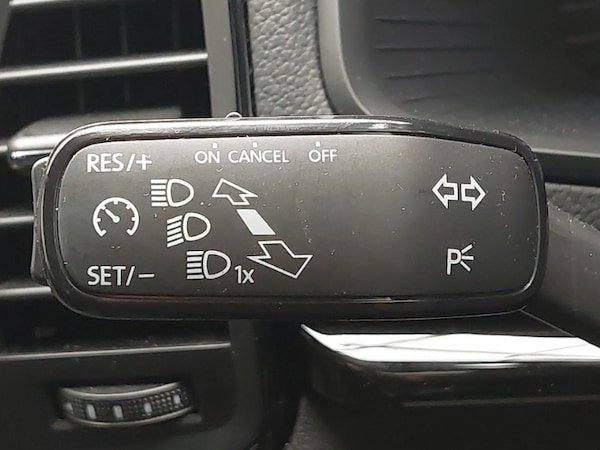 RES/+ ON CANCEL OFF
SET/− 1x
P